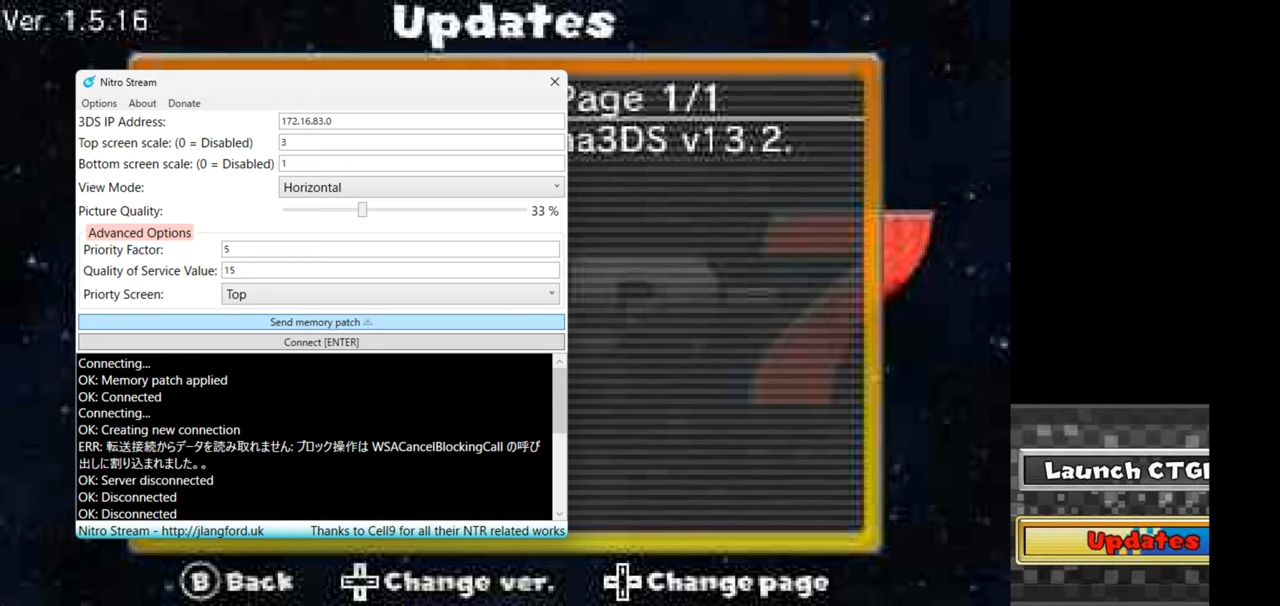 Ver. 1.5.16
Updates
Page 1/1
a3DS v13.2.
Nitro Stream
Options About Donate
3DS IP Address: 172.16.83.0
Top screen scale: (0 = Disabled) 3
Bottom screen scale: (0 = Disabled) 1
View Mode: Horizontal
Picture Quality: 33 %
Advanced Options
Priority Factor: 5
Quality of Service Value: 15
Priorty Screen: Top
Send memory patch ⚠
Connect [ENTER]
Connecting...
OK: Memory patch applied
OK: Connected
Connecting...
OK: Creating new connection
ERR: 転送接続からデータを読み取れません: ブロック操作は WSACancelBlockingCall の呼び
出しに割り込まれました。。
OK: Server disconnected
OK: Disconnected
OK: Disconnected
Nitro Stream - http://jlangford.uk Thanks to Cell9 for all their NTR related works
Launch CTG
Updates
B Back Change ver. Change page